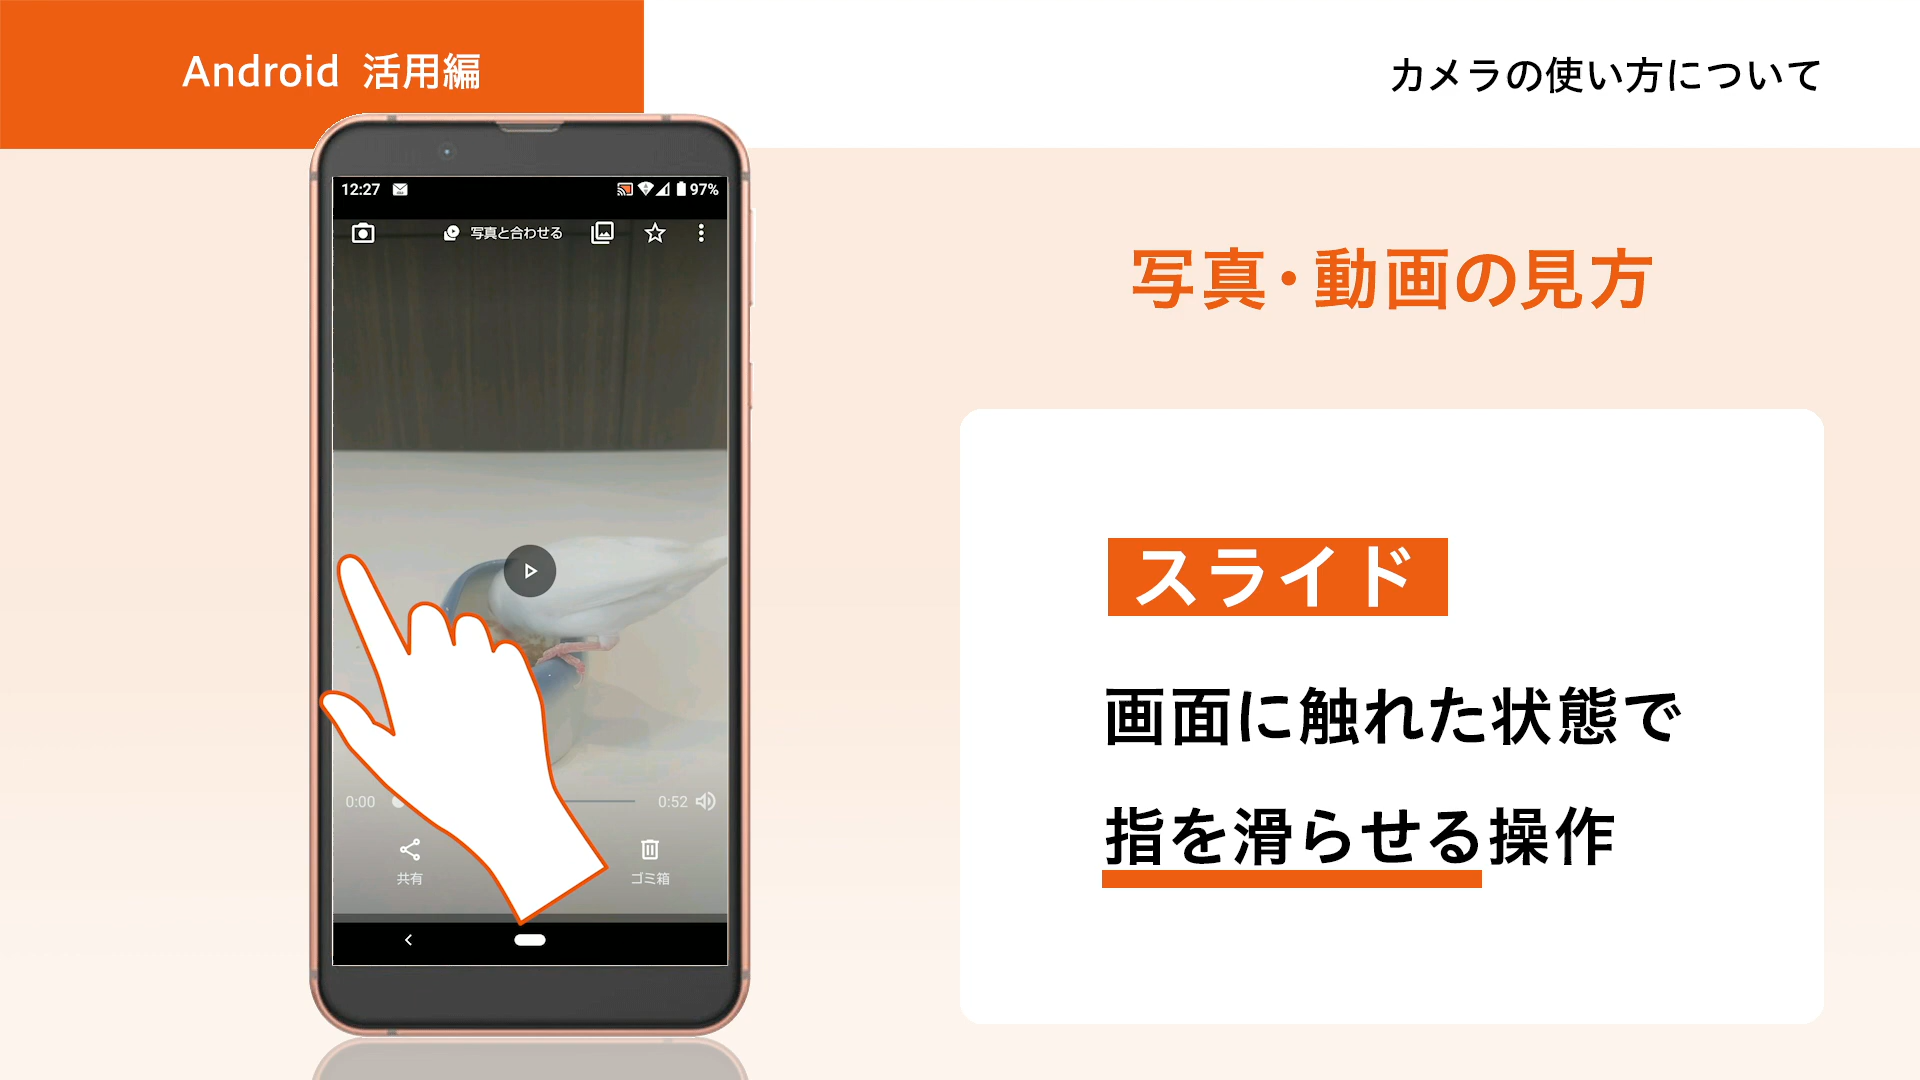 Android 活用編
カメラの使い方について
12:27
97%
写真と合わせる
0:00
0:52
共有
ゴミ箱
写真・動画の見方
スライド
画面に触れた状態で
指を滑らせる操作